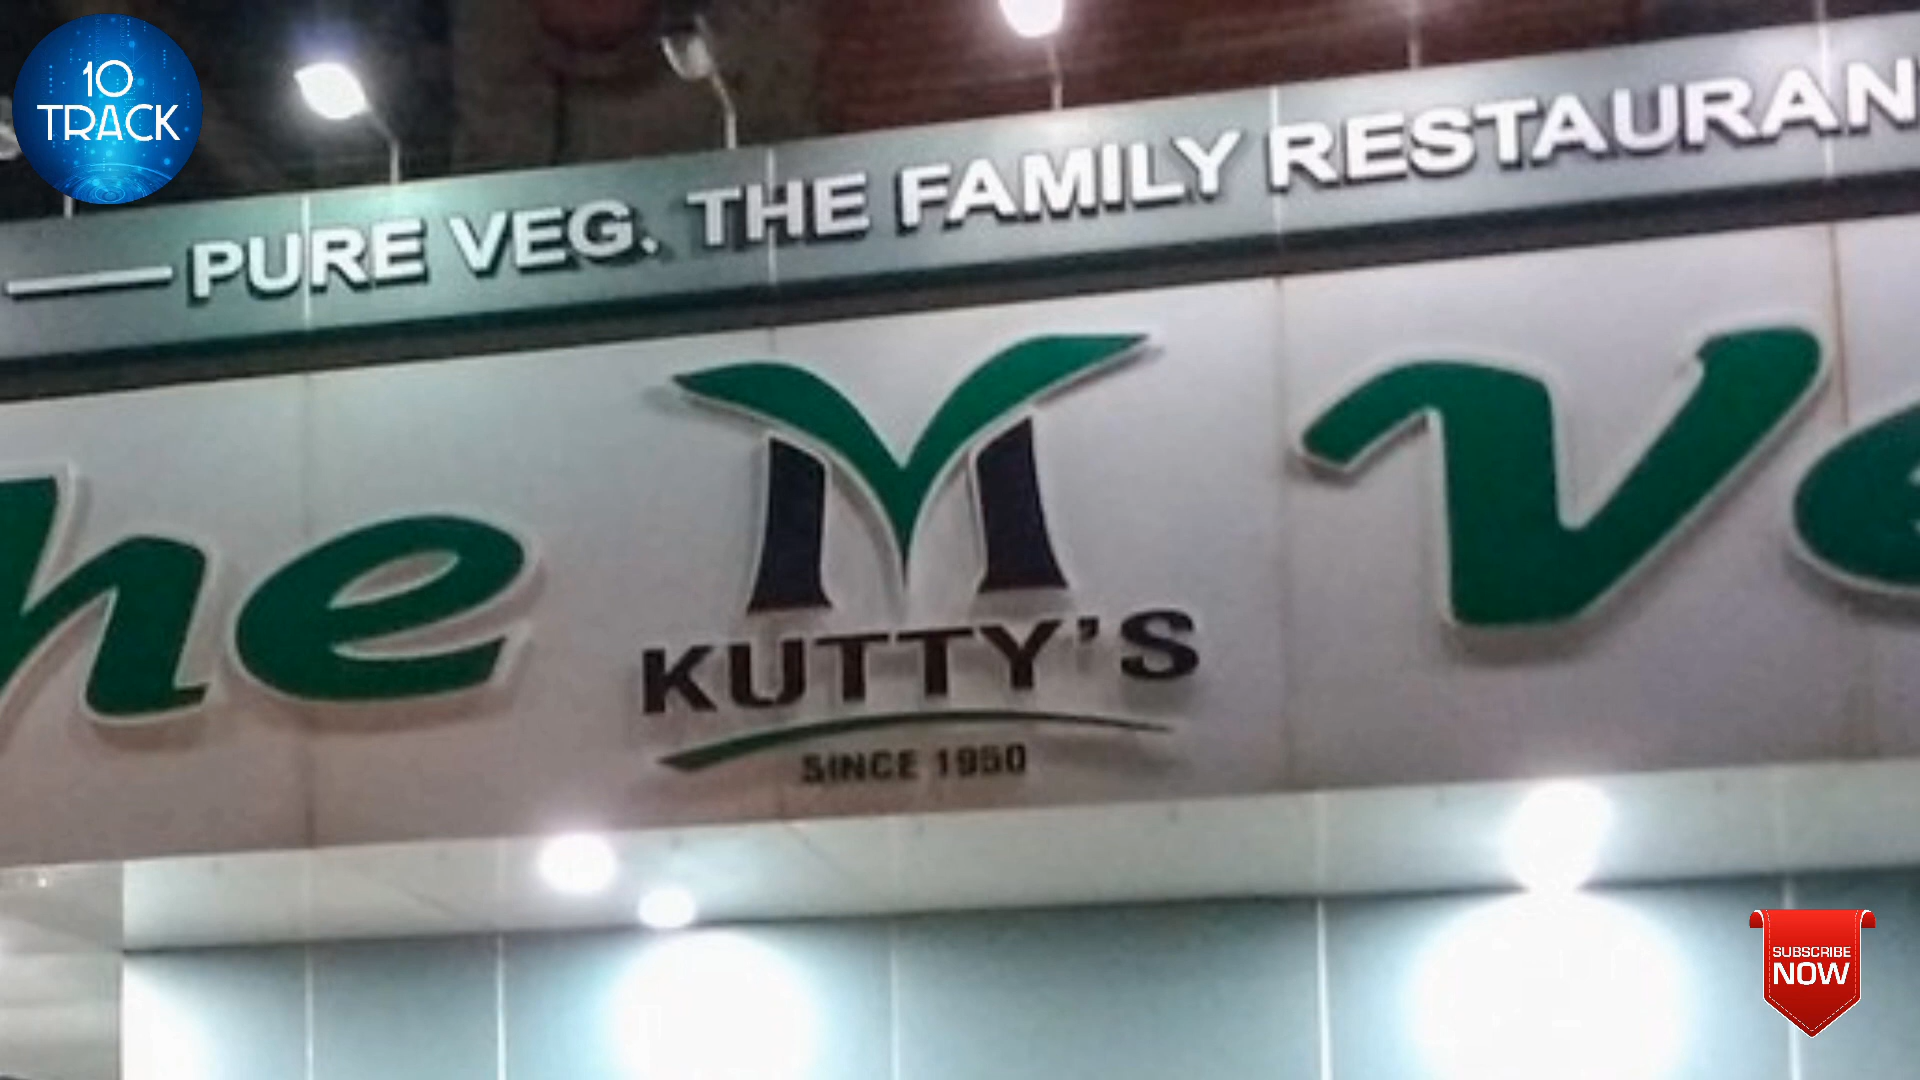 10
TRACK
PURE VEG. THE FAMILY RESTAURAN
he
M
Ve
KUTTY'S
SINCE 1950
SUBSCRIBE
NOW